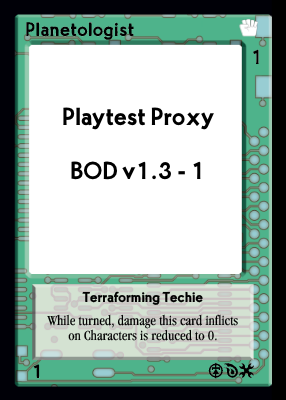 Planetologist
1
Playtest Proxy
BOD v1.3 - 1
Terraforming Techie
While turned, damage this card inflicts
on Characters is reduced to 0.
1